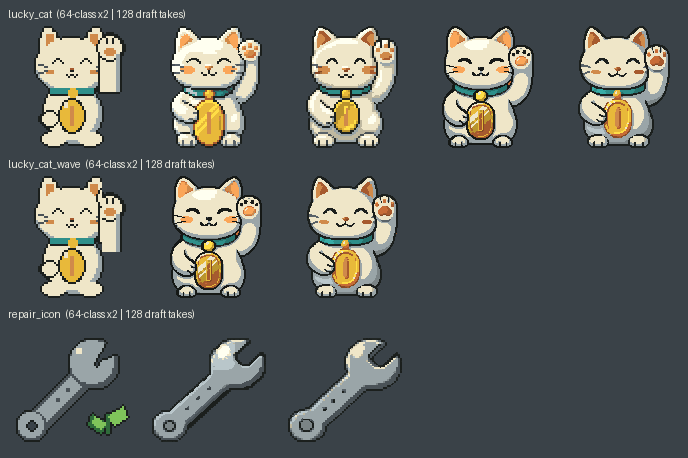 lucky_cat (64-class x2 | 128 draft takes)
lucky_cat_wave (64-class x2 | 128 draft takes)
repair_icon (64-class x2 | 128 draft takes)